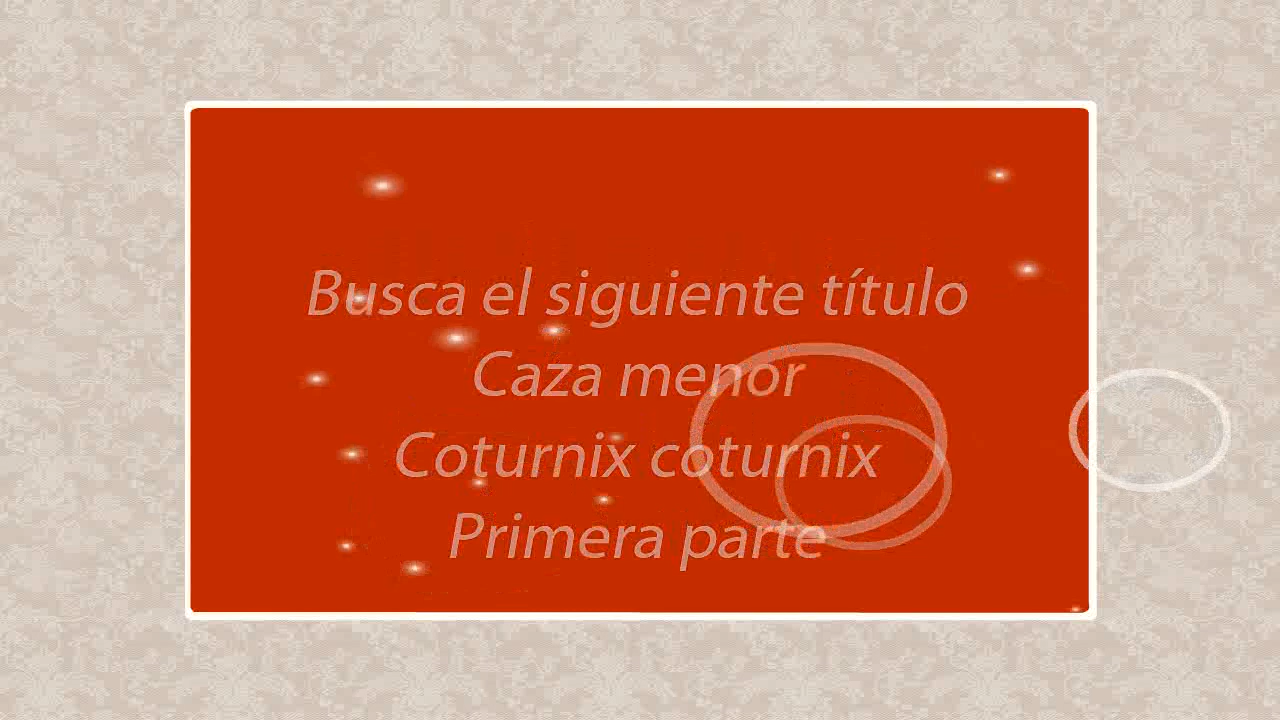 Busca el siguiente título
Caza menor
Coturnix coturnix
Primera parte